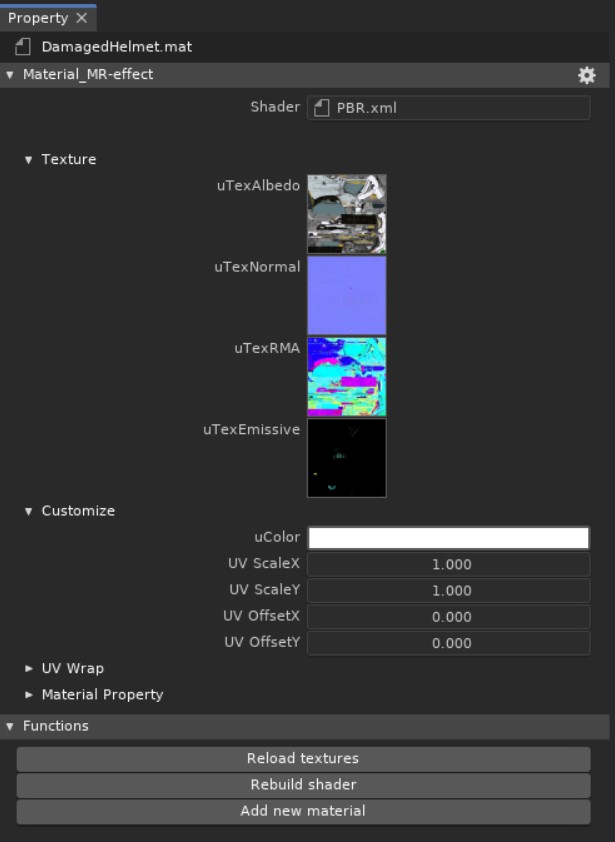 Property
DamagedHelmet.mat
Material_MR-effect
Shader PBR.xml
Texture
uTexAlbedo
uTexNormal
uTexRMA
uTexEmissive
Customize
uColor
UV ScaleX 1.000
UV ScaleY 1.000
UV OffsetX 0.000
UV OffsetY 0.000
UV Wrap
Material Property
Functions
Reload textures
Rebuild shader
Add new material